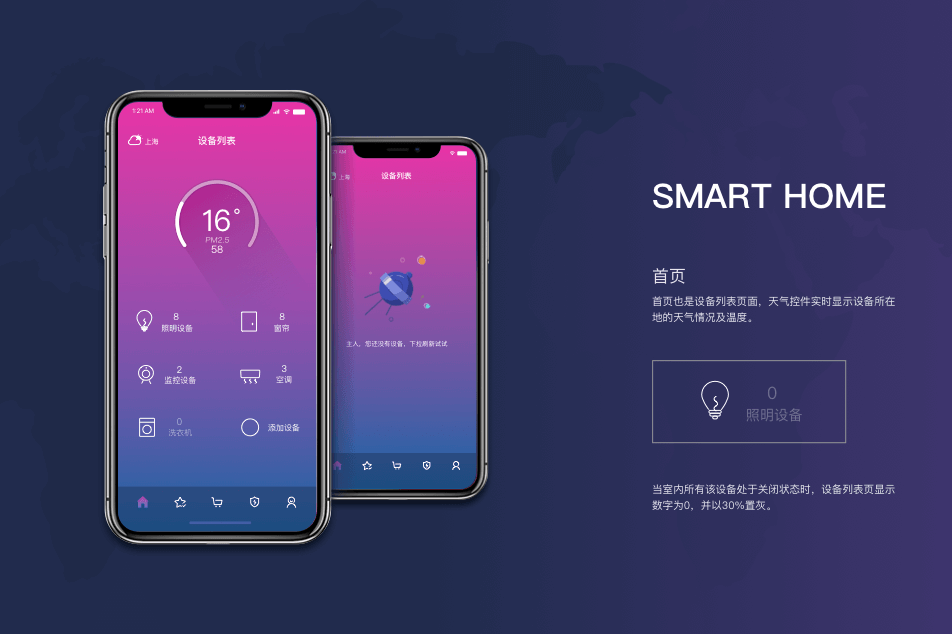 1:21 AM
上海
设备列表
16°
PM2.5
58
8
照明设备
8
窗帘
2
监控设备
3
空调
0
洗衣机
添加设备
上海
设备列表
主人，您还没有设备，下拉刷新试试
SMART HOME
首页
首页也是设备列表页面，天气控件实时显示设备所在
地的天气情况及温度。
0
照明设备
当室内所有该设备处于关闭状态时，设备列表页显示
数字为0，并以30%置灰。